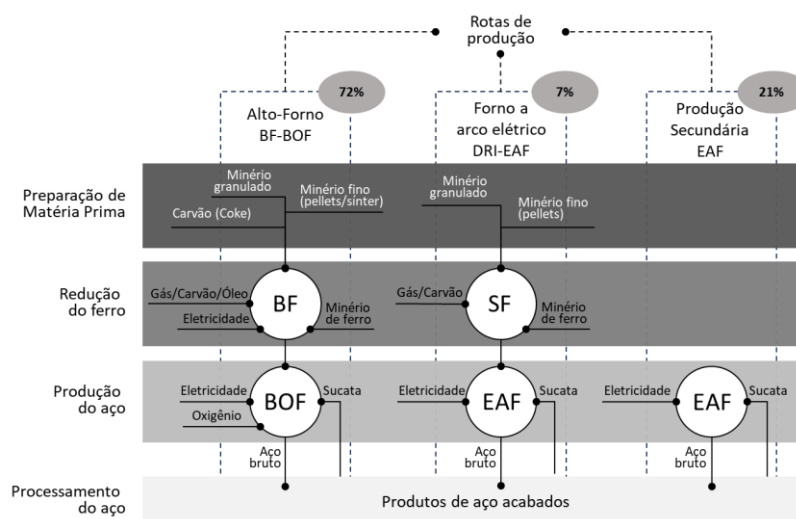 Rotas de
produção
72%
7%
21%
Alto-Forno
BF-BOF
Forno a
arco elétrico
DRI-EAF
Produção
Secundária
EAF
Preparação de
Matéria Prima
Minério
granulado
Minério fino
(pellets/sínter)
Carvão (Coke)
Minério
granulado
Minério fino
(pellets)
Redução
do ferro
Gás/Carvão/Óleo
Eletricidade
BF
Minério
de ferro
Gás/Carvão
SF
Minério
de ferro
Produção
do aço
Eletricidade
Oxigênio
BOF
Sucata
Eletricidade
EAF
Sucata
Eletricidade
EAF
Sucata
Aço
bruto
Aço
bruto
Aço
bruto
Processamento
do aço
Produtos de aço acabados